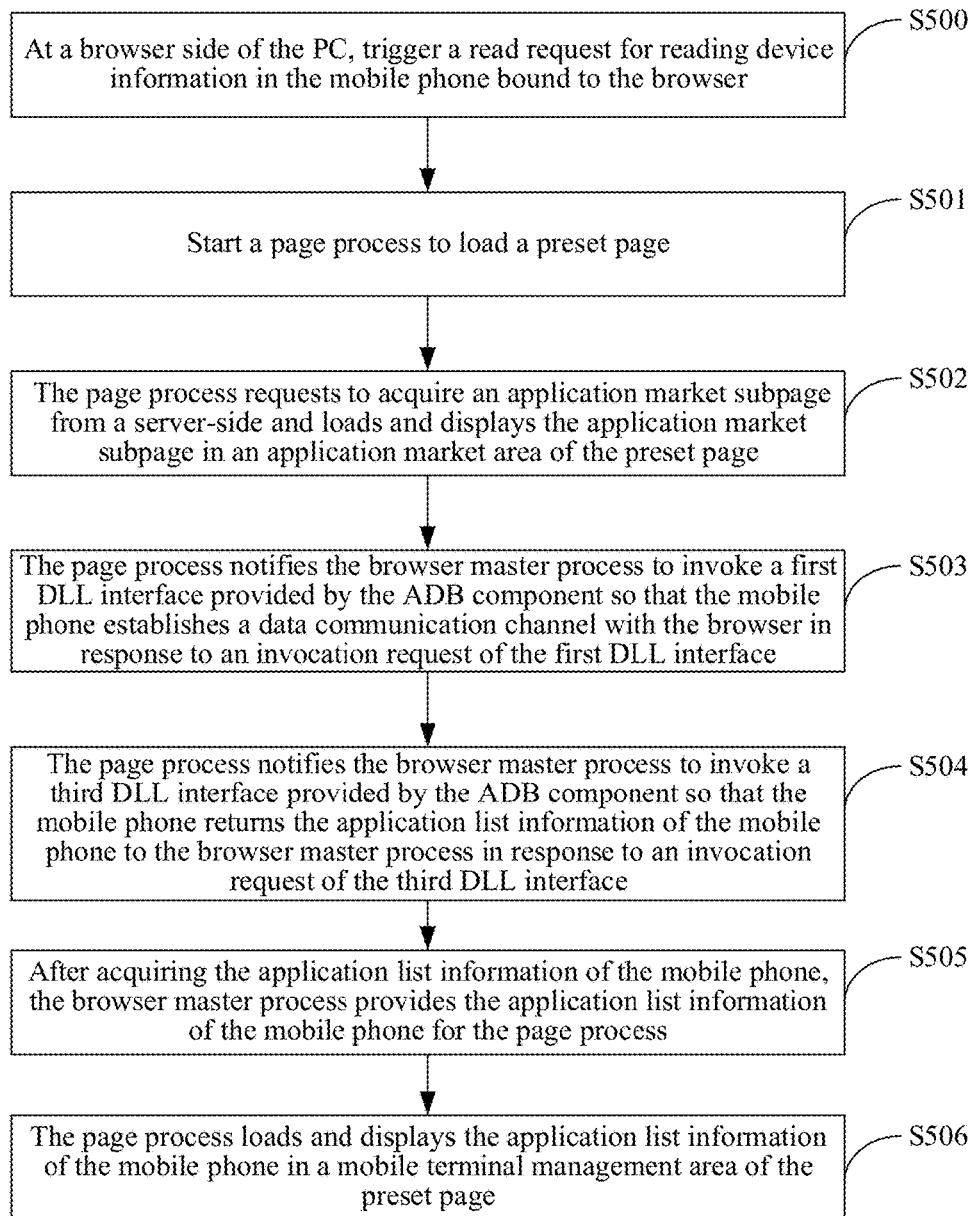 S500
At a browser side of the PC, trigger a read request for reading device
information in the mobile phone bound to the browser
S501
Start a page process to load a preset page
S502
The page process requests to acquire an application market subpage
from a server-side and loads and displays the application market
subpage in an application market area of the preset page
S503
The page process notifies the browser master process to invoke a first
DLL interface provided by the ADB component so that the mobile
phone establishes a data communication channel with the browser in
response to an invocation request of the first DLL interface
S504
The page process notifies the browser master process to invoke a
third DLL interface provided by the ADB component so that the
mobile phone returns the application list information of the mobile
phone to the browser master process in response to an invocation
request of the third DLL interface
S505
After acquiring the application list information of the mobile phone,
the browser master process provides the application list information
of the mobile phone for the page process
S506
The page process loads and displays the application list information
of the mobile phone in a mobile terminal management area of the
preset page